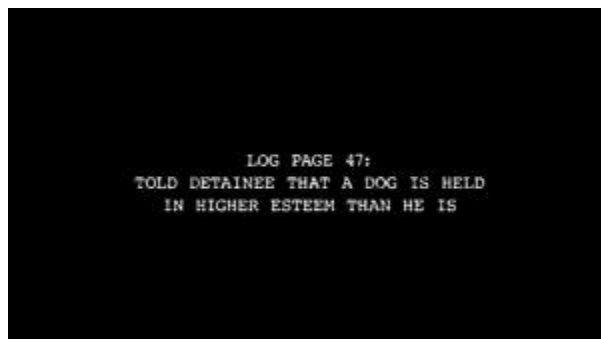 LOG PAGE 47:
TOLD DETAINEE THAT A DOG IS HELD
IN HIGHER ESTEEM THAN HE IS